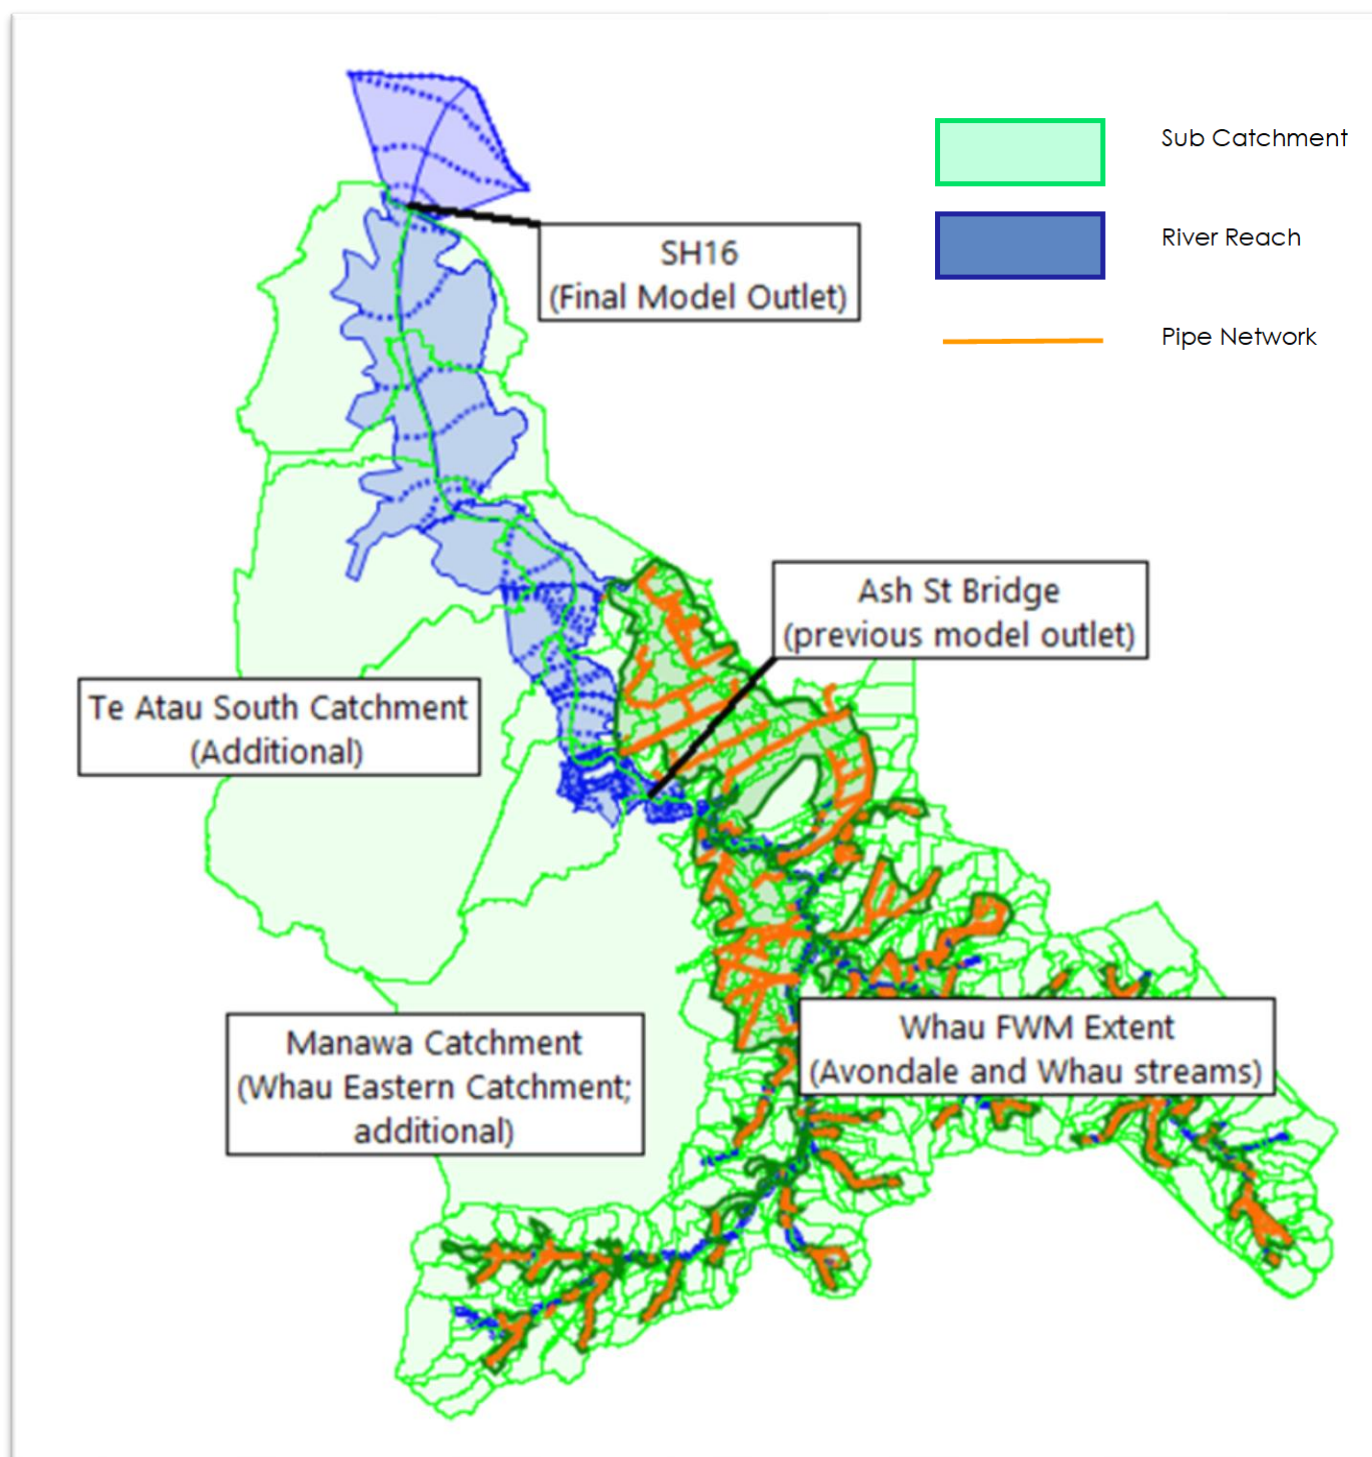 Sub Catchment
River Reach
Pipe Network
SH16
(Final Model Outlet)
Ash St Bridge
(previous model outlet)
Te Atau South Catchment
(Additional)
Manawa Catchment
(Whau Eastern Catchment;
additional)
Whau FWM Extent
(Avondale and Whau streams)